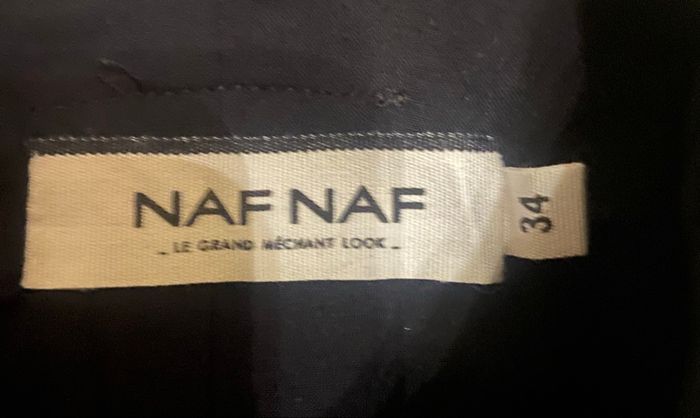 NAF NAF
_ LE GRAND MÉCHANT LOOK _
34